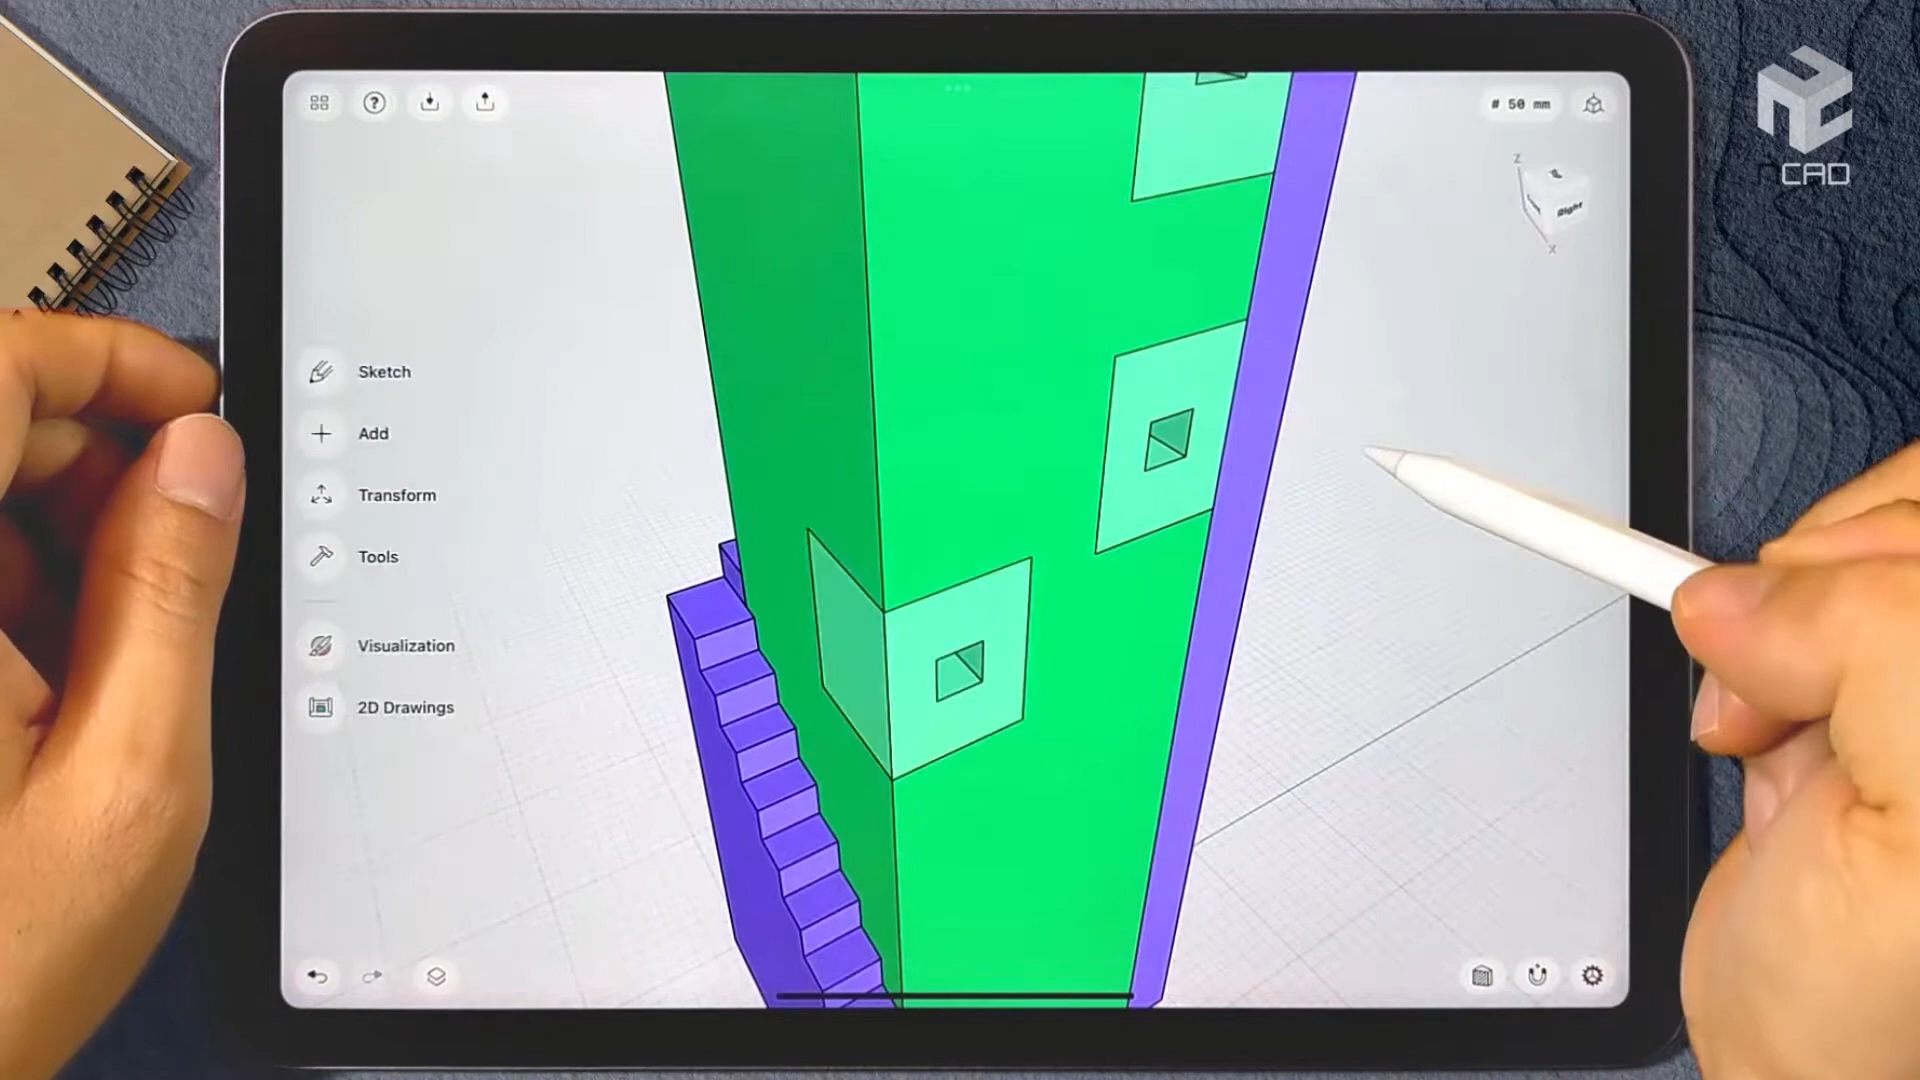 ?
# 50 mm
nCAD
Z
Right
X
Sketch
Add
Transform
Tools
Visualization
2D Drawings